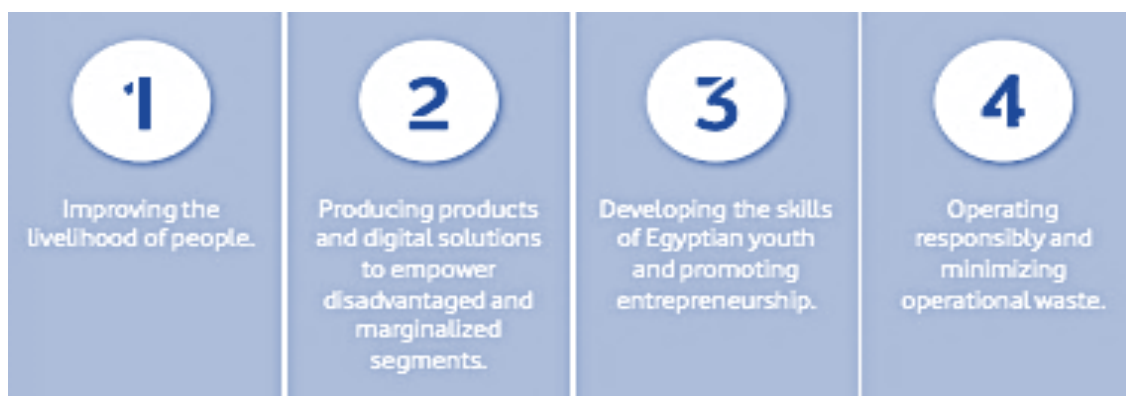 1
Improving the
livelihood of people.
2
Producing products
and digital solutions
to empower
disadvantaged and
marginalized
segments.
3
Developing the skills
of Egyptian youth
and promoting
entrepreneurship.
4
Operating
responsibly and
minimizing
operational waste.